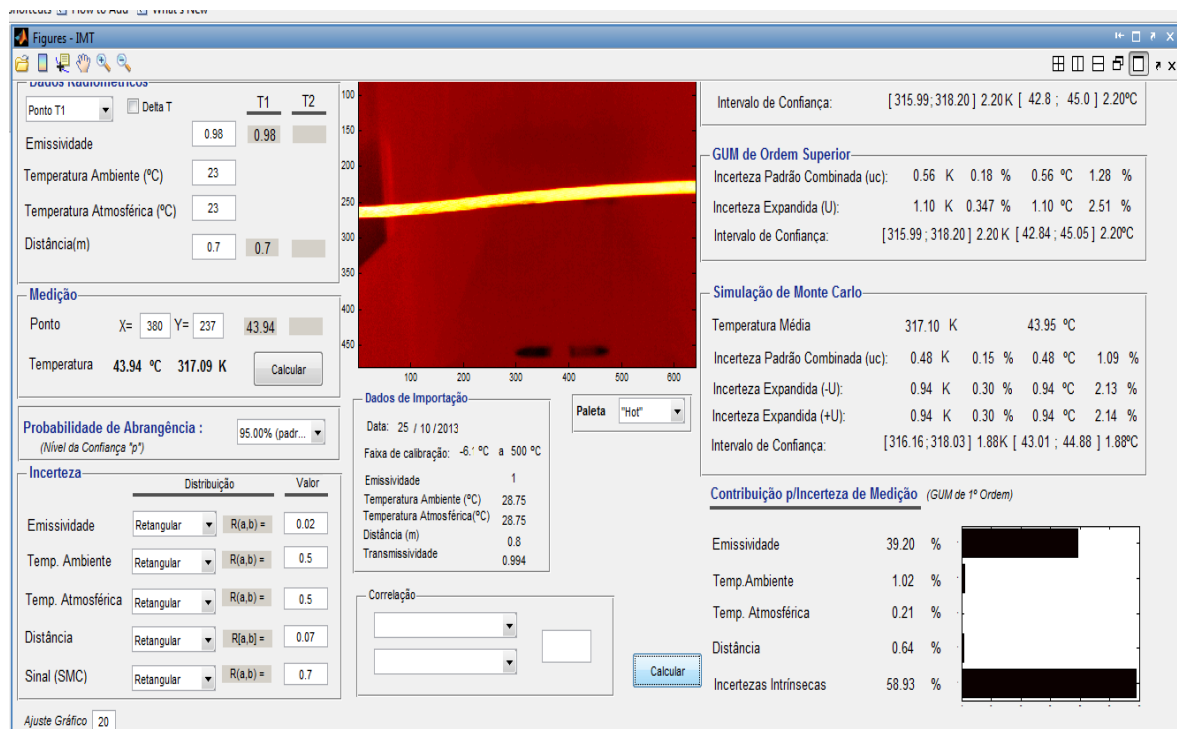 How to Add What's New
Figures - IMT
Dados Radiométricos
Ponto T1 Delta T T1 T2
Emissividade 0.98 0.98
Temperatura Ambiente (ºC) 23
Temperatura Atmosférica (ºC) 23
Distância(m) 0.7 0.7
Medição
Ponto X= 380 Y= 237 43.94
Temperatura 43.94 ºC 317.09 K Calcular
Probabilidade de Abrangência : 95.00% (padr...
(Nível da Confiança "p")
Incerteza
Distribuição Valor
Emissividade Retangular R(a,b) = 0.02
Temp. Ambiente Retangular R(a,b) = 0.5
Temp. Atmosférica Retangular R(a,b) = 0.5
Distância Retangular R[a,b] = 0.07
Sinal (SMC) Retangular R(a,b) = 0.7
Ajuste Gráfico 20
100
150
200
250
300
350
400
450
100 200 300 400 500 600
Dados de Importação
Data: 25 / 10 / 2013
Faixa de calibração: ºC a 500 ºC
Emissividade 1
Temperatura Ambiente (ºC) 28.75
Temperatura Atmosférica(ºC) 28.75
Distância (m) 0.8
Transmissividade 0.994
Paleta "Hot"
Correlação
Calcular
Intervalo de Confiança: [ 315.99; 318.20 ] 2.20 K [ 42.8 ; 45.0 ] 2.20ºC
GUM de Ordem Superior
Incerteza Padrão Combinada (uc): 0.56 K 0.18 % 0.56 ºC 1.28 %
Incerteza Expandida (U): 1.10 K 0.347 % 1.10 ºC 2.51 %
Intervalo de Confiança: [ 315.99 ; 318.20 ] 2.20 K [ 42.84 ; 45.05 ] 2.20ºC
Simulação de Monte Carlo
Temperatura Média 317.10 K 43.95 ºC
Incerteza Padrão Combinada (uc): 0.48 K 0.15 % 0.48 ºC 1.09 %
Incerteza Expandida (-U): 0.94 K 0.30 % 0.94 ºC 2.13 %
Incerteza Expandida (+U): 0.94 K 0.30 % 0.94 ºC 2.14 %
Intervalo de Confiança: [ 316.16 ; 318.03 ] 1.88K [ 43.01 ; 44.88 ] 1.88ºC
Contribuição p/Incerteza de Medição (GUM de 1º Ordem)
Emissividade 39.20 %
Temp.Ambiente 1.02 %
Temp. Atmosférica 0.21 %
Distância 0.64 %
Incertezas Intrínsecas 58.93 %